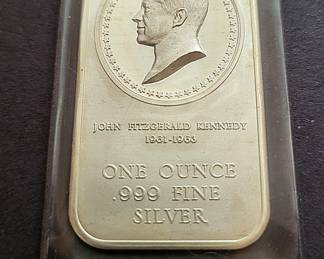 JOHN FITZGERALD KENNEDY
1961-1963
ONE OUNCE
.999 FINE
SILVER